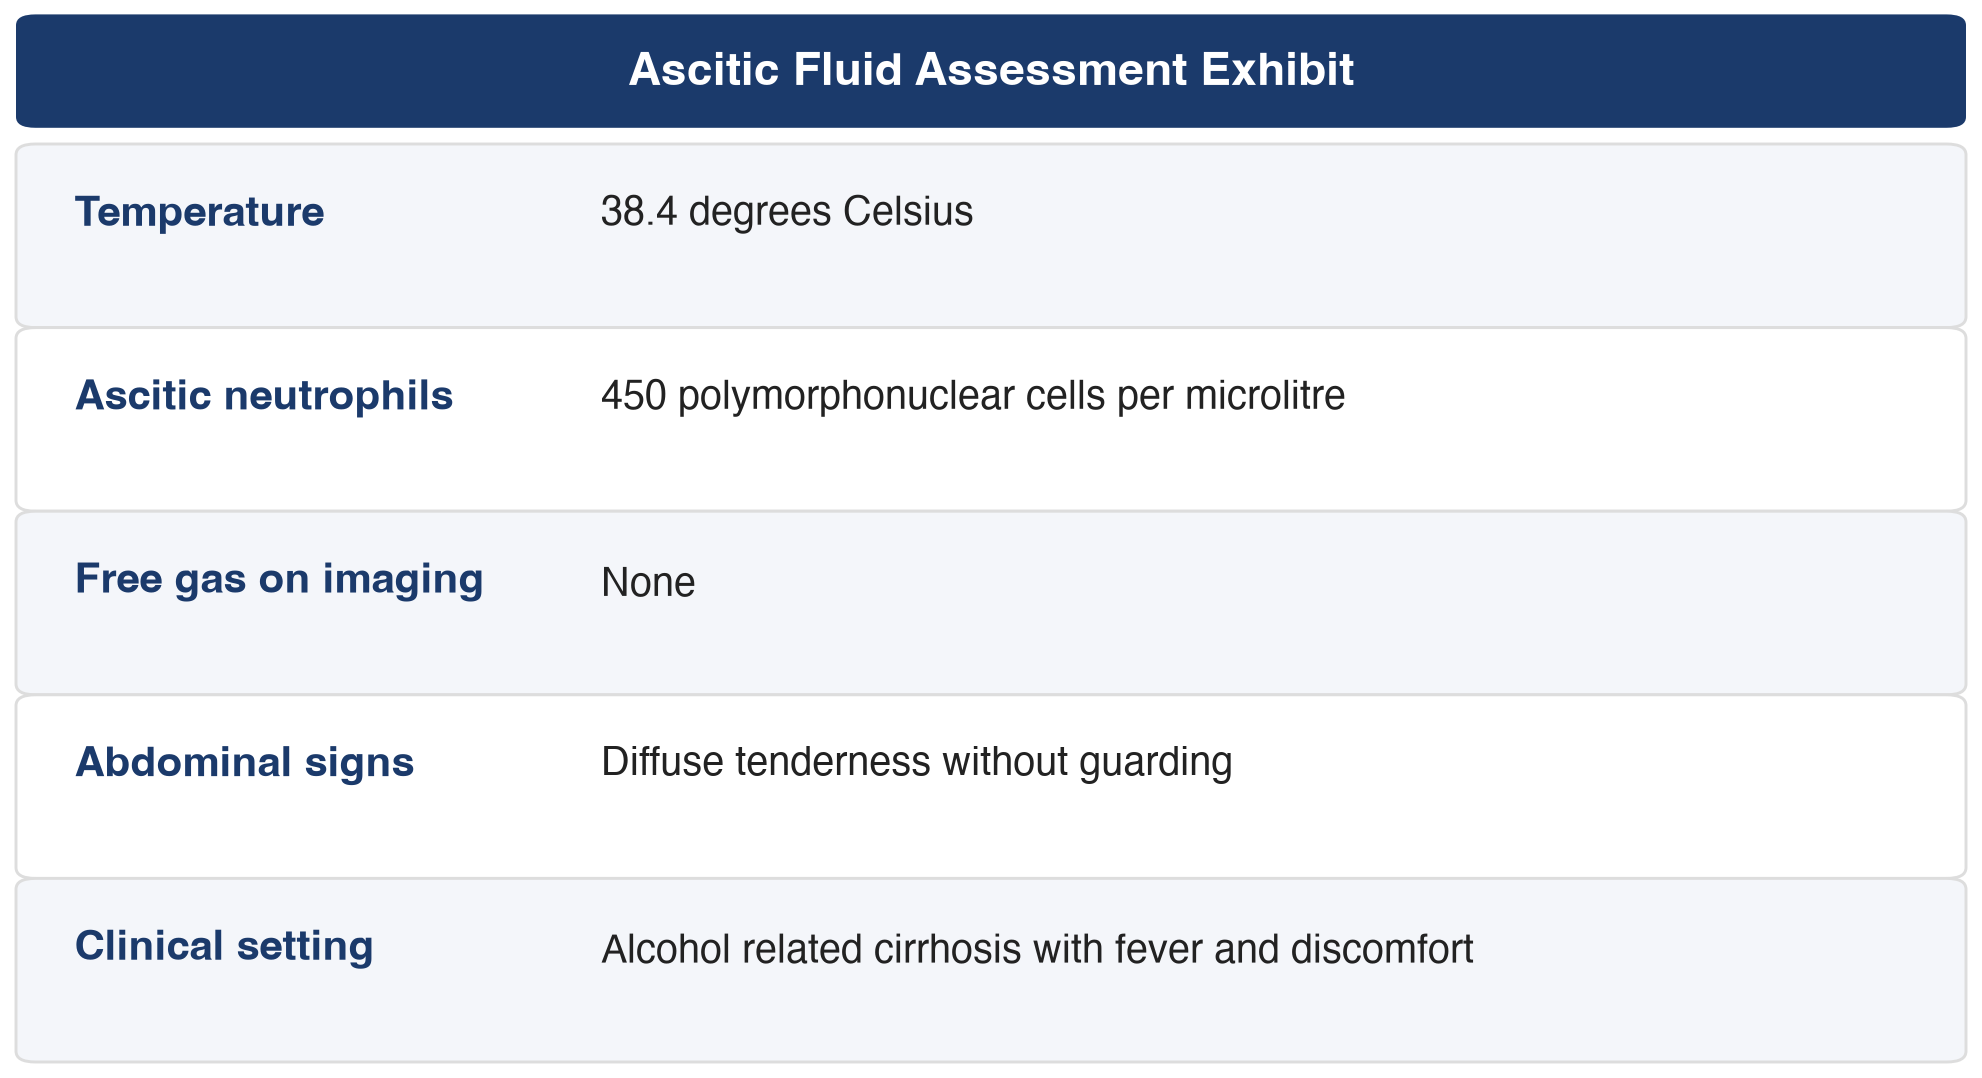 Ascitic Fluid Assessment Exhibit
Temperature 38.4 degrees Celsius
Ascitic neutrophils 450 polymorphonuclear cells per microlitre
Free gas on imaging None
Abdominal signs Diffuse tenderness without guarding
Clinical setting Alcohol related cirrhosis with fever and discomfort